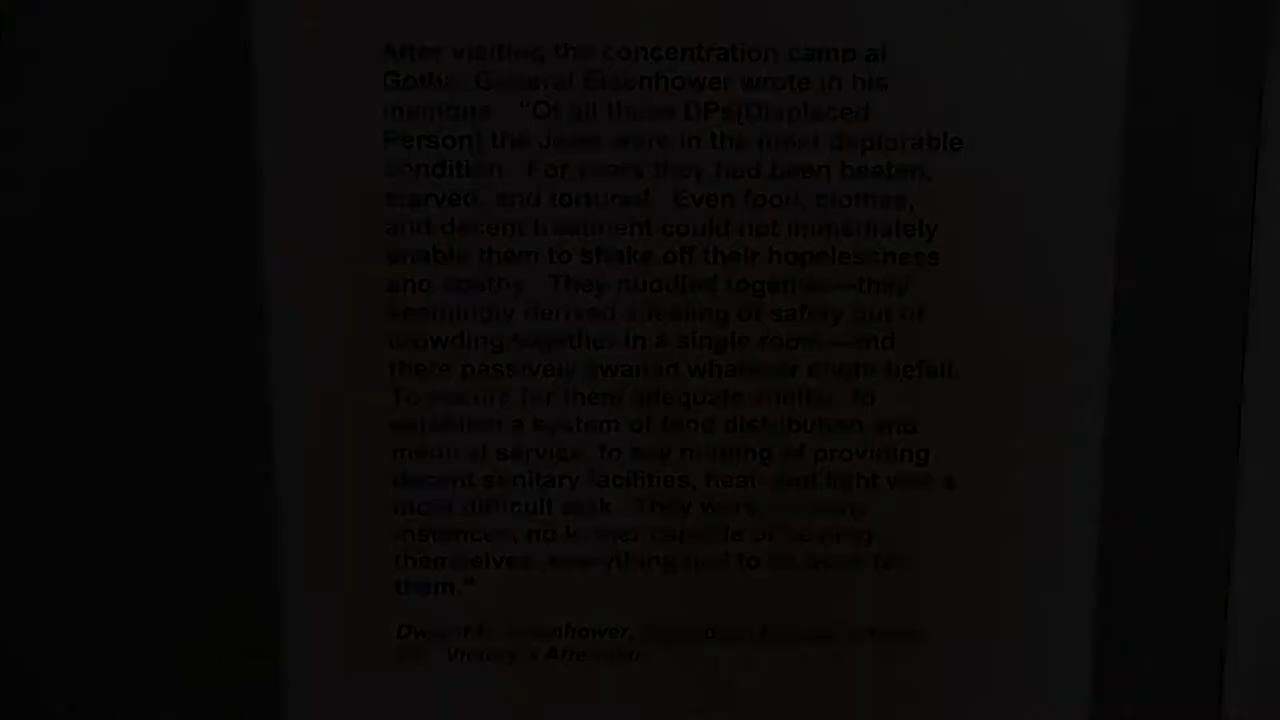 After visiting the concentration camp at
Gotha, General Eisenhower wrote in his
memoirs "Of all these DPs[Displaced
Person] the Jews were in the most deplorable
condition. For years they had been beaten,
starved, and tortured. Even food, clothes,
and decent treatment could not immediately
enable them to shake off their hopelessness
and apathy. They huddled together—they
seemingly derived a feeling of safety out of
crowding together in a single room—and
there passively awaited whatever might befall.
To secure for them adequate shelter, to
establish a system of food distribution and
medical service, to say nothing of providing
decent sanitary facilities, heat, and light was a
most difficult task. They were, in many
instances, no longer capable of helping
themselves; everything had to be done for
them."
Dwight D. Eisenhower,
Victory's Aftermath